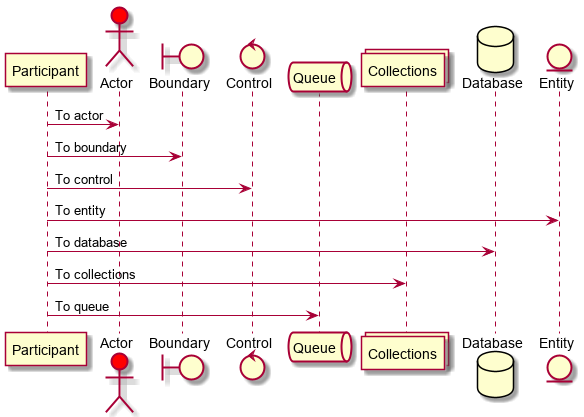 Participant
Actor
Boundary
Control
Queue
Collections
Database
Entity
To actor
To boundary
To control
To entity
To database
To collections
To queue
Participant
Actor
Boundary
Control
Queue
Collections
Database
Entity